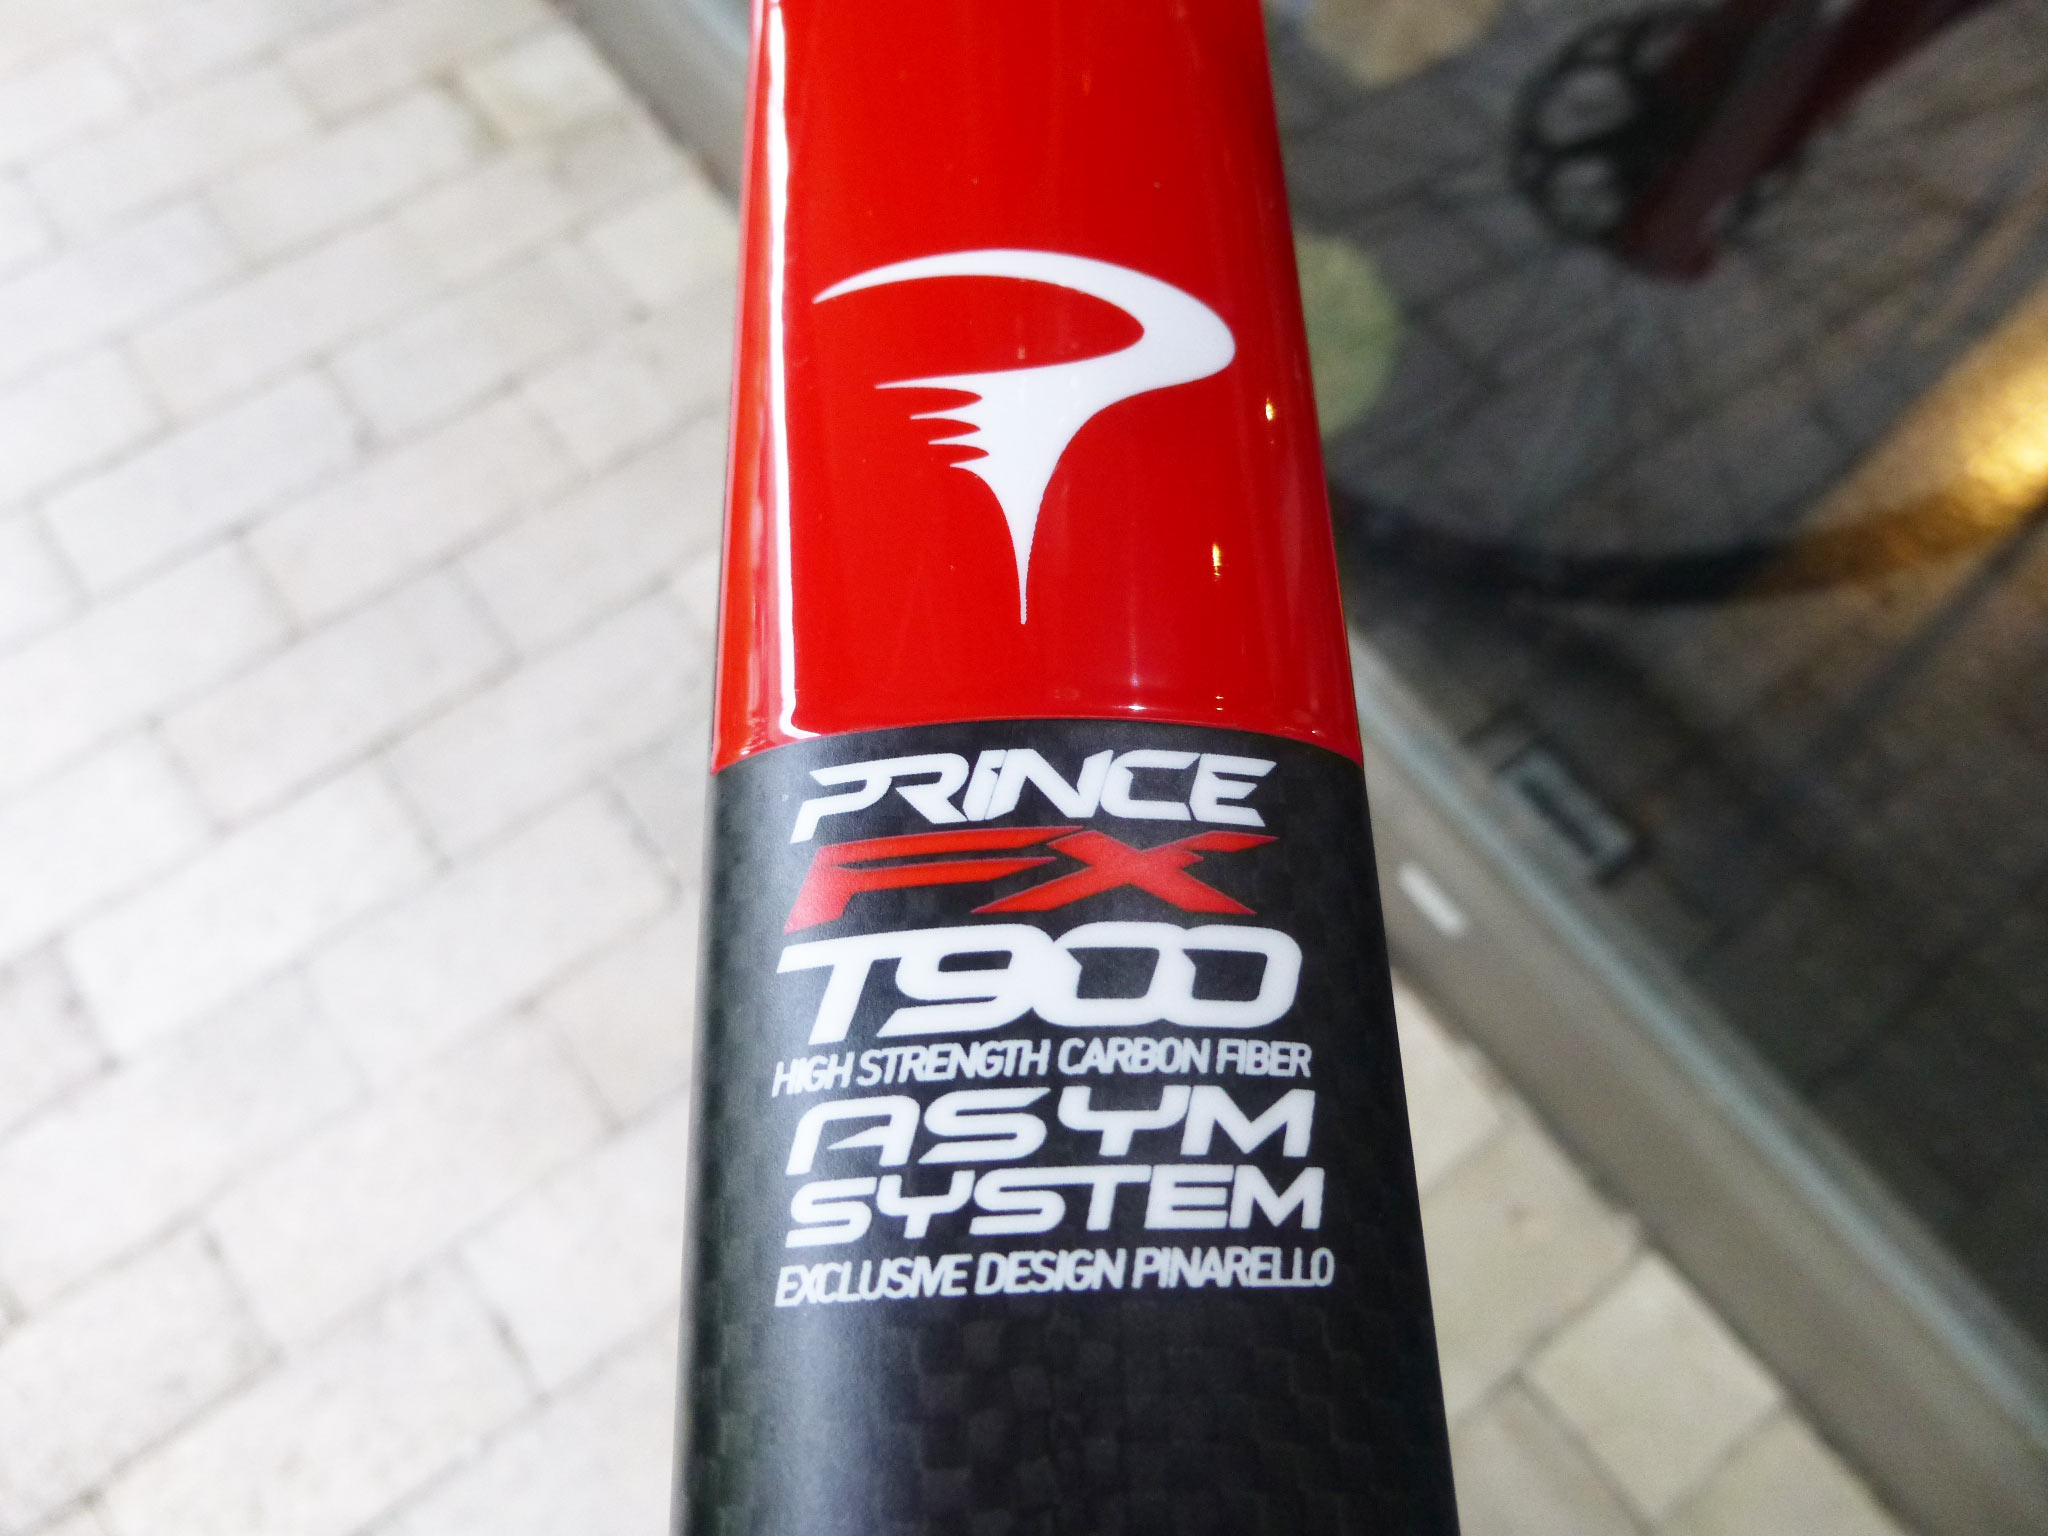 PRINCE
FX
T900
HIGH STRENGTH CARBON FIBER
ASYM
SYSTEM
EXCLUSIVE DESIGN PINARELLO